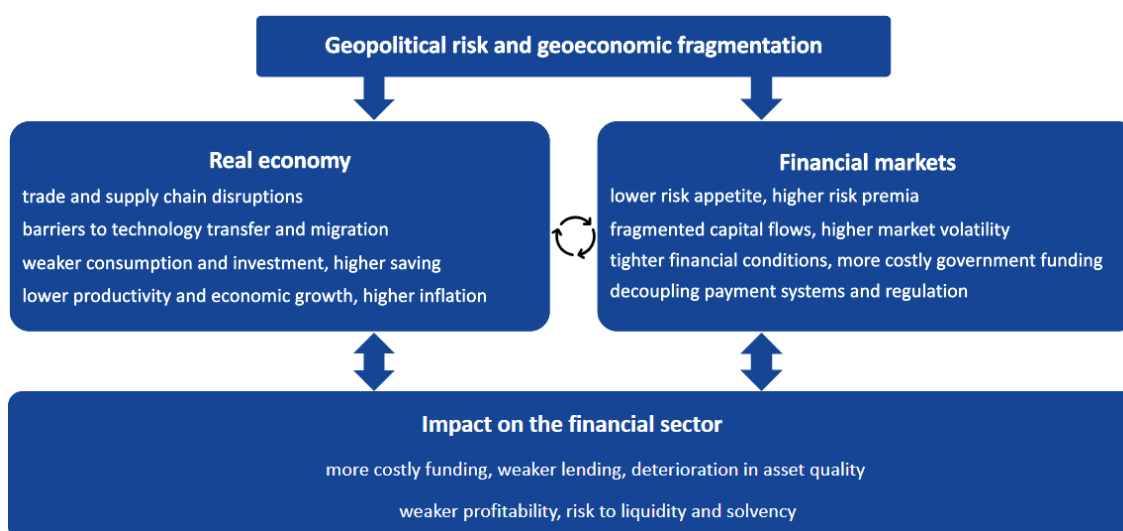 Geopolitical risk and geoeconomic fragmentation
Real economy
trade and supply chain disruptions
barriers to technology transfer and migration
weaker consumption and investment, higher saving
lower productivity and economic growth, higher inflation
Financial markets
lower risk appetite, higher risk premia
fragmented capital flows, higher market volatility
tighter financial conditions, more costly government funding
decoupling payment systems and regulation
Impact on the financial sector
more costly funding, weaker lending, deterioration in asset quality
weaker profitability, risk to liquidity and solvency